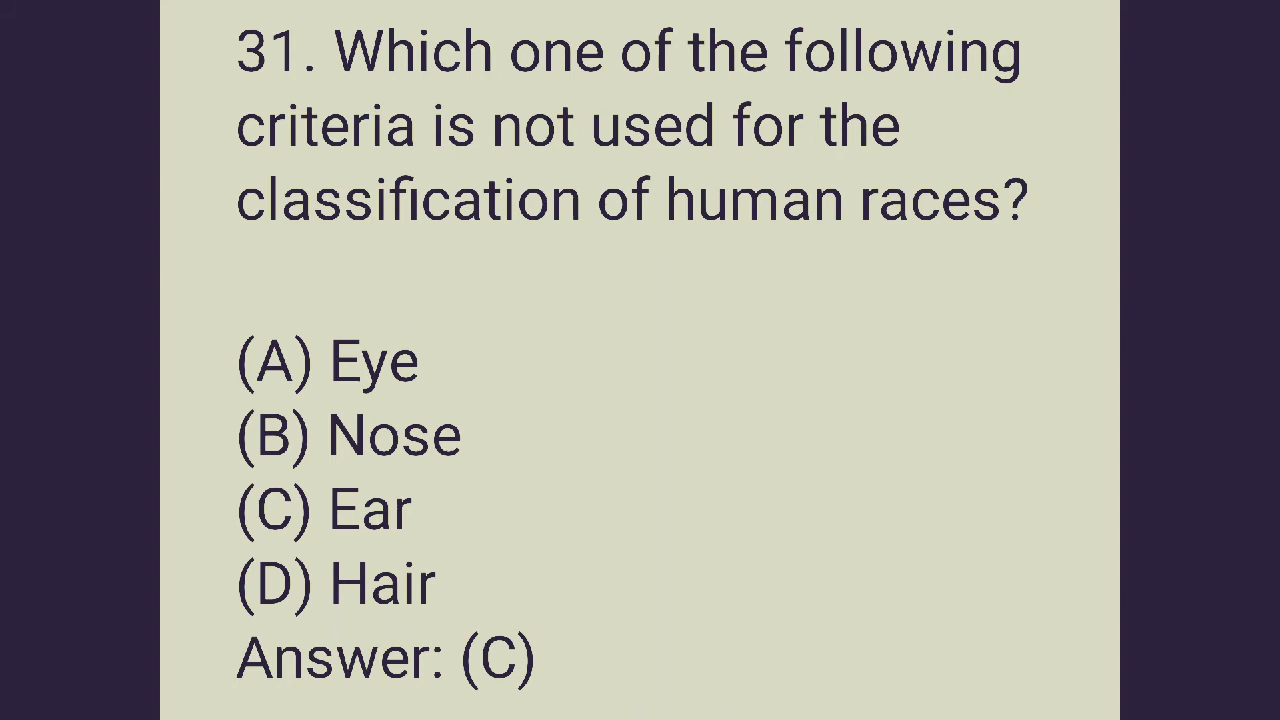 31. Which one of the following
criteria is not used for the
classification of human races?
(A) Eye
(B) Nose
(C) Ear
(D) Hair
Answer: (C)